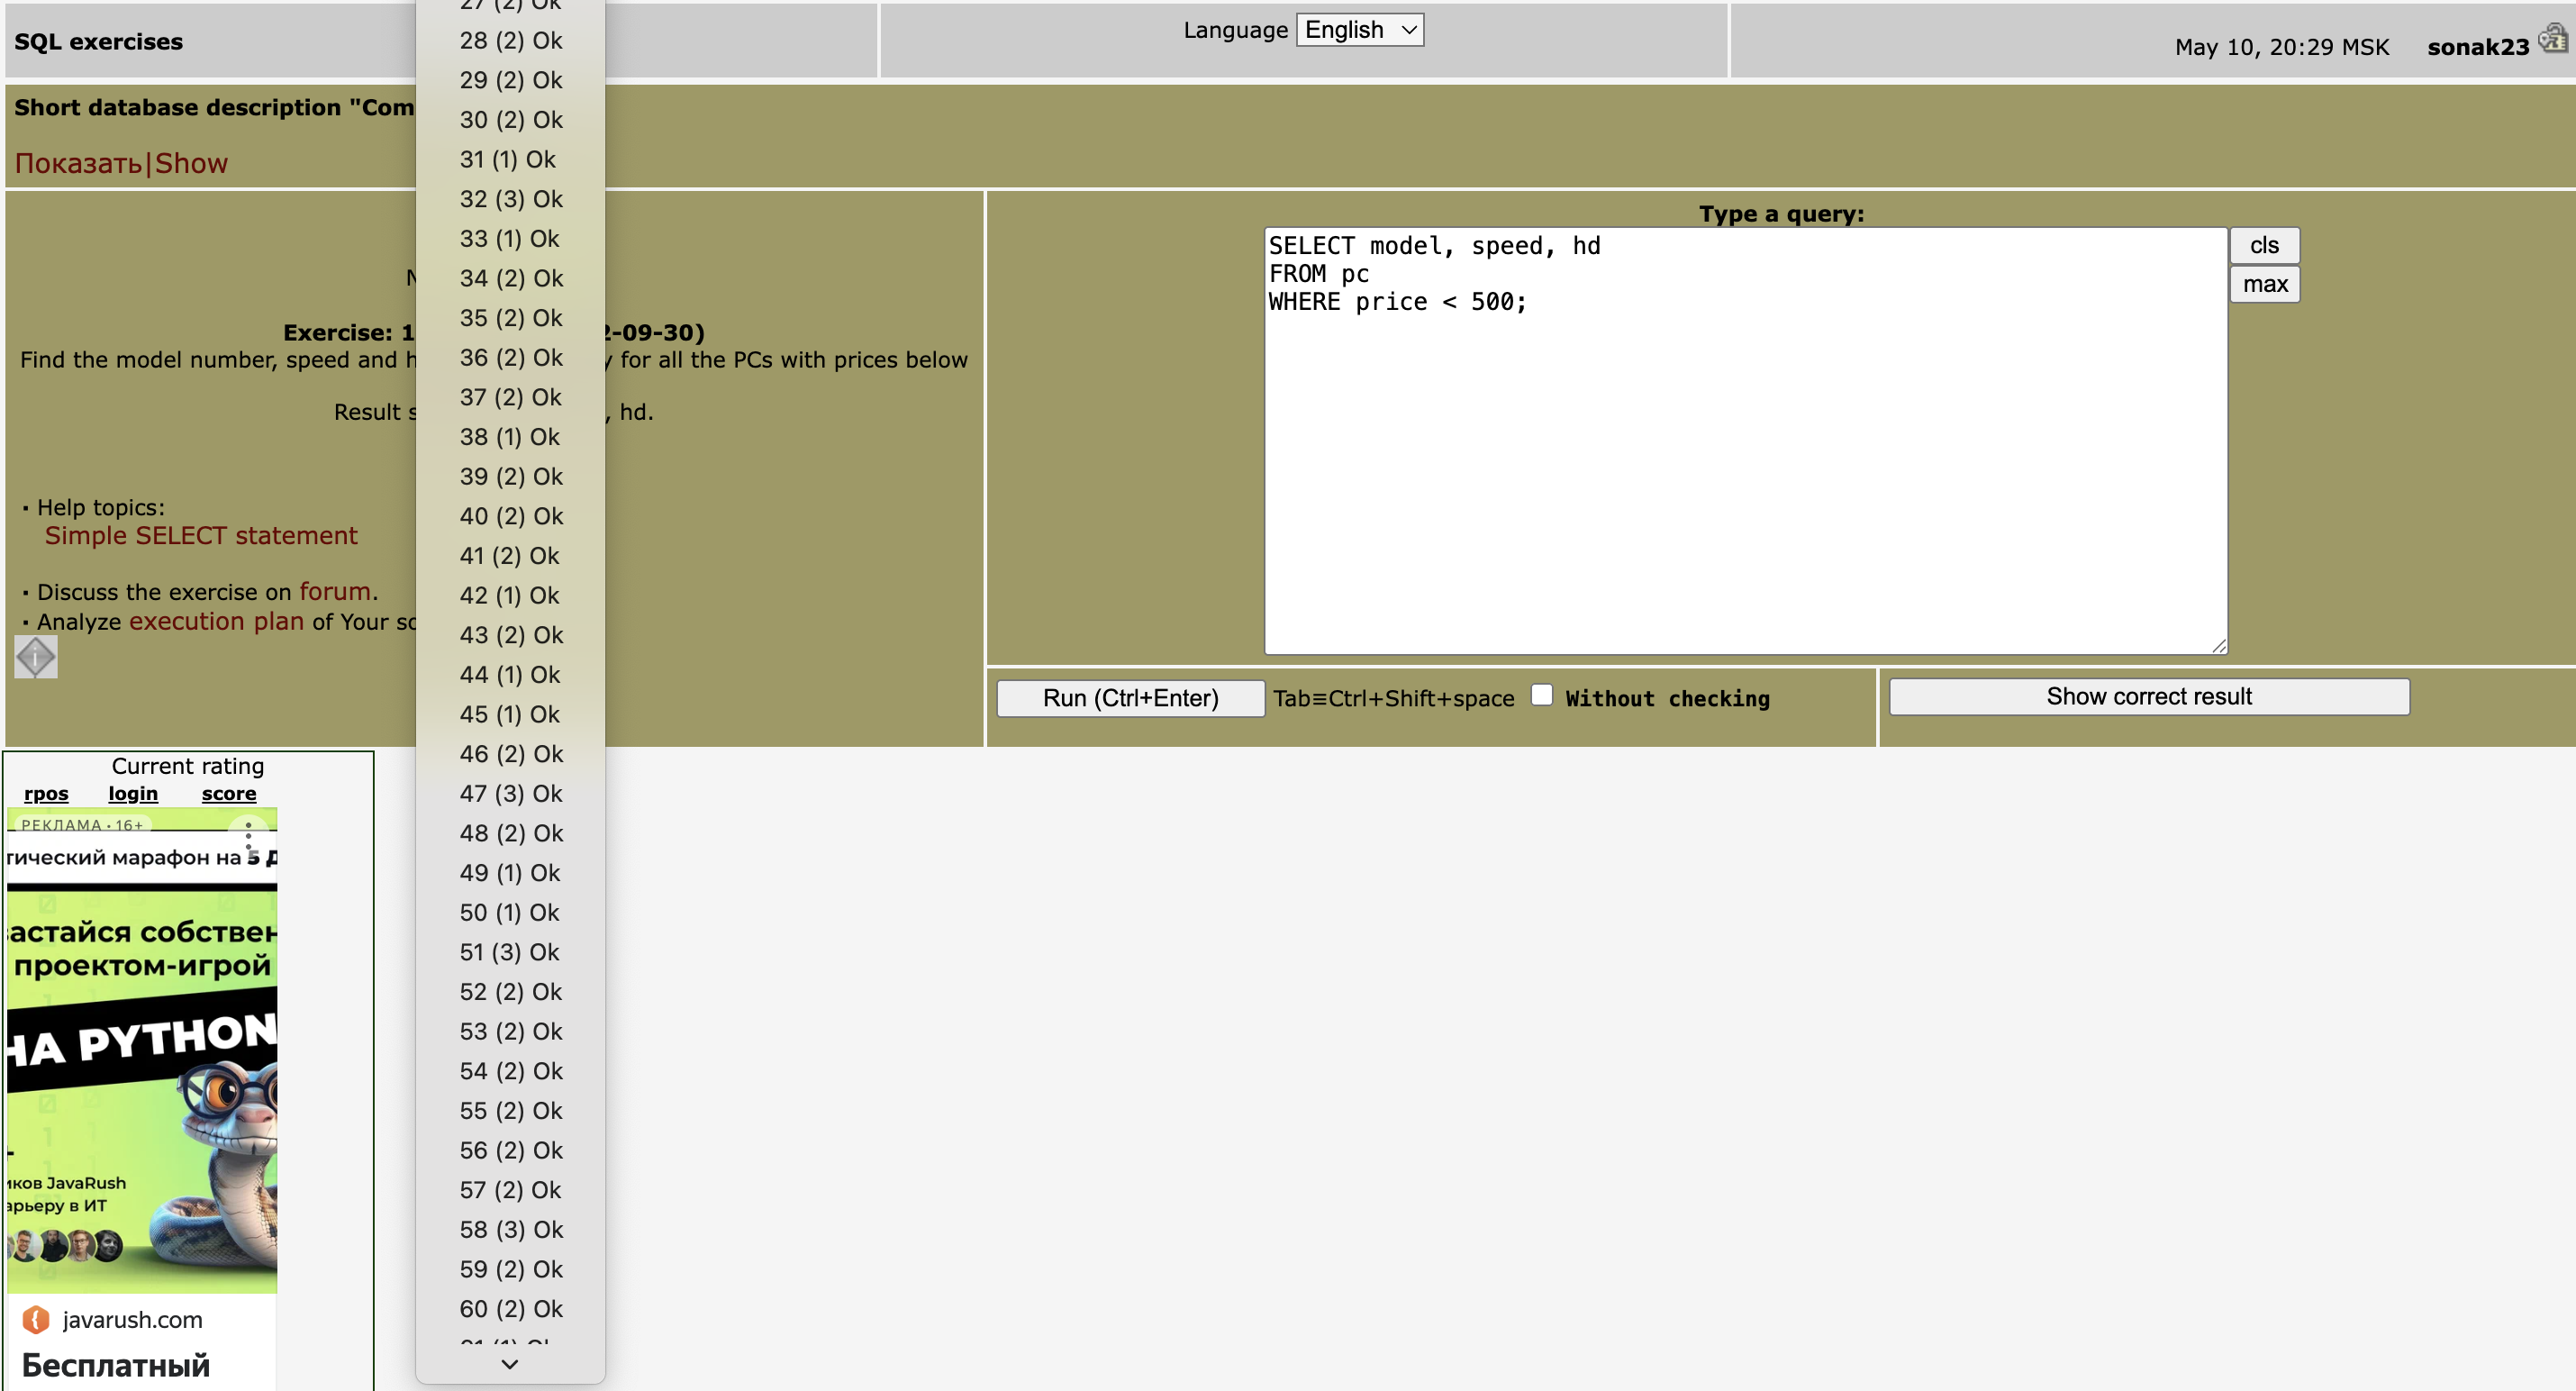 SQL exercises
Language English
May 10, 20:29 MSK sonak23
Short database description "Com
Показать|Show
27 (2) Ok
28 (2) Ok
29 (2) Ok
30 (2) Ok
31 (1) Ok
32 (3) Ok
33 (1) Ok
34 (2) Ok
35 (2) Ok
36 (2) Ok
37 (2) Ok
38 (1) Ok
39 (2) Ok
40 (2) Ok
41 (2) Ok
42 (1) Ok
43 (2) Ok
44 (1) Ok
45 (1) Ok
46 (2) Ok
47 (3) Ok
48 (2) Ok
49 (1) Ok
50 (1) Ok
51 (3) Ok
52 (2) Ok
53 (2) Ok
54 (2) Ok
55 (2) Ok
56 (2) Ok
57 (2) Ok
58 (3) Ok
59 (2) Ok
60 (2) Ok
61 (1) Ok
Exercise: 1 2-09-30)
Find the model number, speed and h y for all the PCs with prices below
Result s , hd.
· Help topics:
Simple SELECT statement
· Discuss the exercise on forum.
· Analyze execution plan of Your so
Type a query:
SELECT model, speed, hd
FROM pc
WHERE price < 500;
cls
max
Run (Ctrl+Enter) Tab≡Ctrl+Shift+space Without checking
Show correct result
Current rating
rpos login score
РЕКЛАМА • 16+
тический марафон на 5 Д
вастайся собствен
проектом-игрой
НА PYTHON
иков JavaRush
арьеру в ИТ
javarush.com
Бесплатный